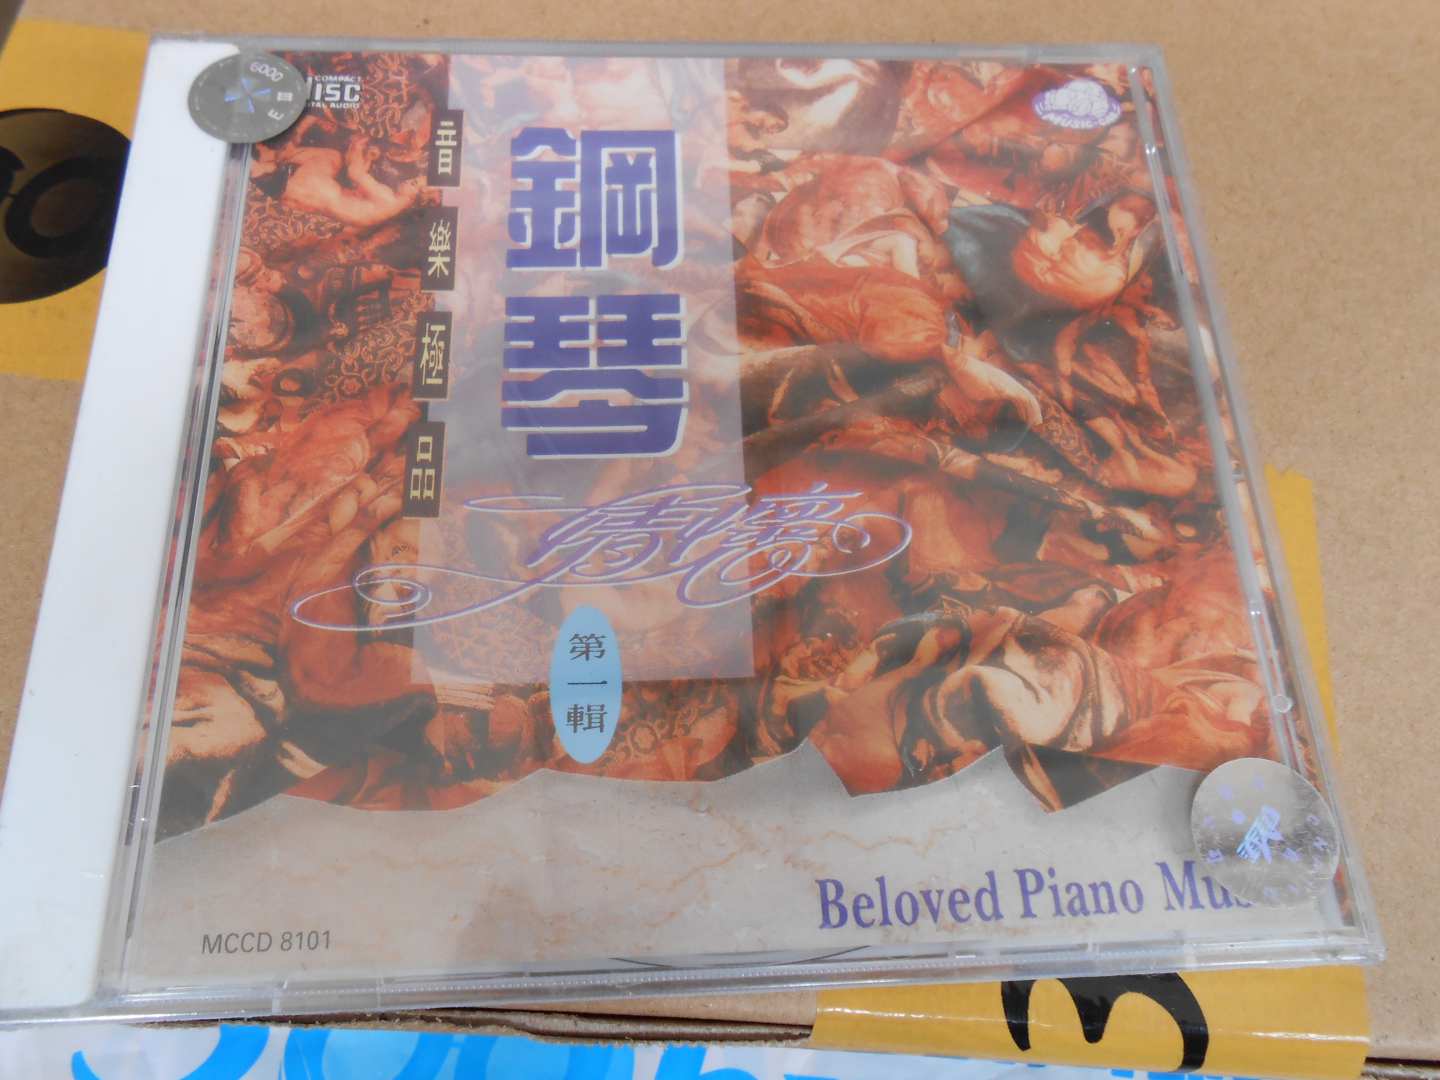 COMPACT
DISC
DIGITAL AUDIO
音樂極品
鋼琴
情懷
第一輯
Beloved Piano Mus
MCCD 8101
3